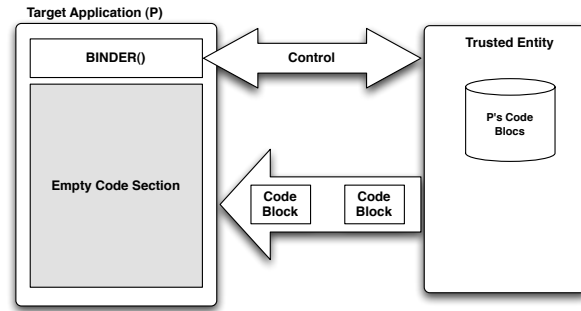 Target Application (P)
BINDER()
Control
Trusted Entity
P's Code
Blocs
Empty Code Section
Code
Block
Code
Block